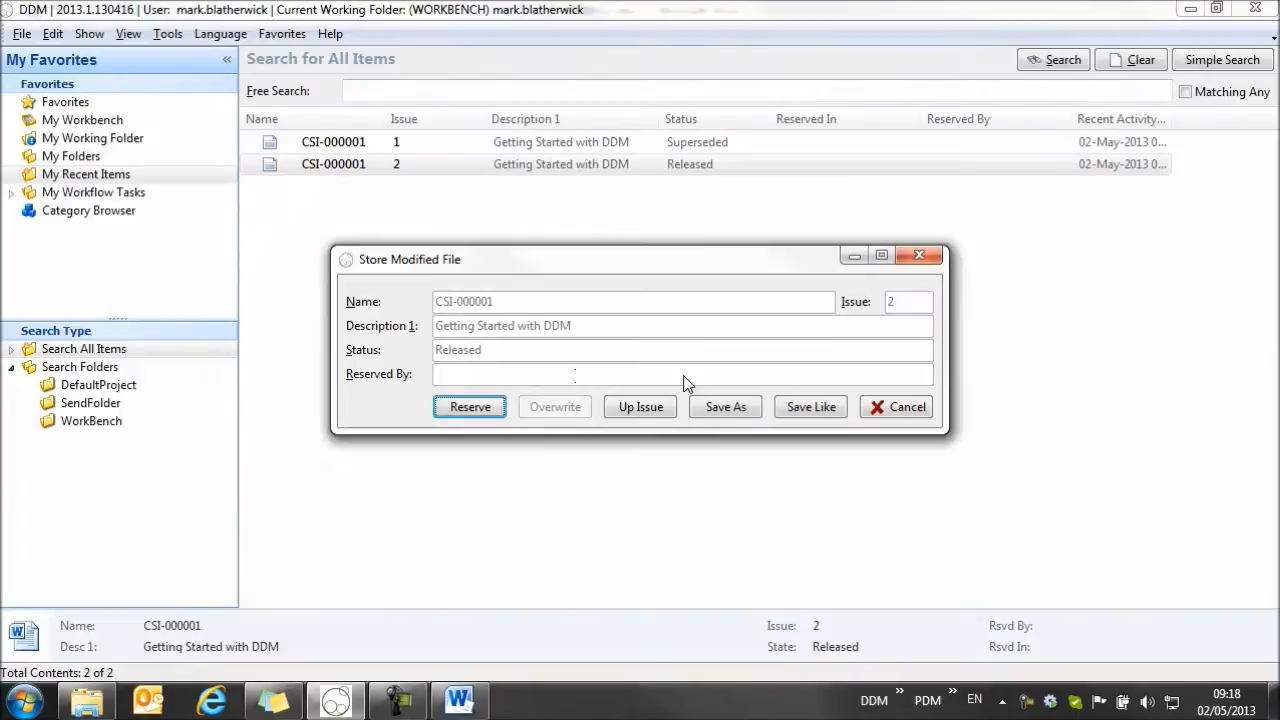 DDM | 2013.1.130416 | User: mark.blatherwick | Current Working Folder: (WORKBENCH) mark.blatherwick
File Edit Show View Tools Language Favorites Help
My Favorites «
Search for All Items
Search Clear Simple Search
Favorites
Free Search: Matching Any
Favorites
My Workbench
My Working Folder
My Folders
My Recent Items
My Workflow Tasks
Category Browser
Name Issue Description 1 Status Reserved In Reserved By Recent Activity...
CSI-000001 1 Getting Started with DDM Superseded 02-May-2013 0...
CSI-000001 2 Getting Started with DDM Released 02-May-2013 0...
Store Modified File
Name: CSI-000001 Issue: 2
Description 1: Getting Started with DDM
Status: Released
Reserved By:
Reserve Overwrite Up Issue Save As Save Like Cancel
Search Type
Search All Items
Search Folders
DefaultProject
SendFolder
WorkBench
Name: CSI-000001 Issue: 2 Rsvd By:
Desc 1: Getting Started with DDM State: Released Rsvd In:
Total Contents: 2 of 2
DDM » PDM » EN 09:18
02/05/2013